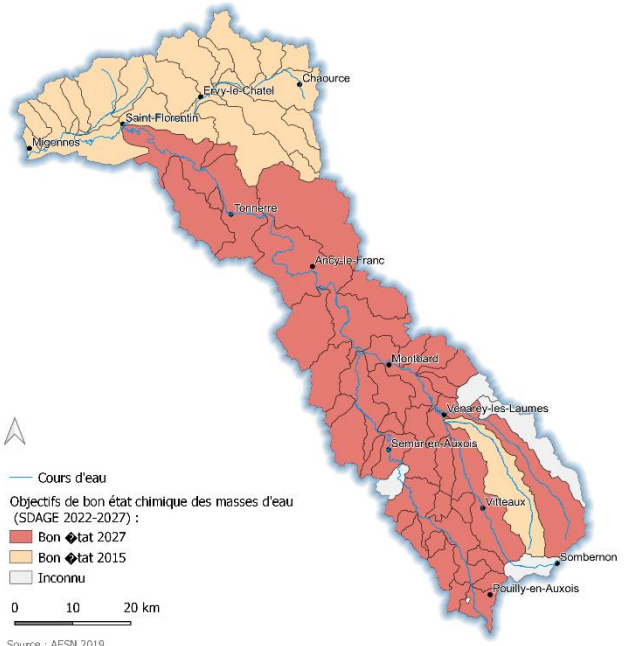 Chaource
Ervy-le-Chatel
Saint-Florentin
Migennes
Tonnerre
Ancy-le-Franc
Montbard
Venarey-les-Laumes
Semur-en-Auxois
Vitteaux
Sombernon
Pouilly-en-Auxois
Cours d'eau
Objectifs de bon état chimique des masses d'eau
(SDAGE 2022-2027) :
Bon �tat 2027
Bon �tat 2015
Inconnu
0 10 20 km
Source : AESN 2019